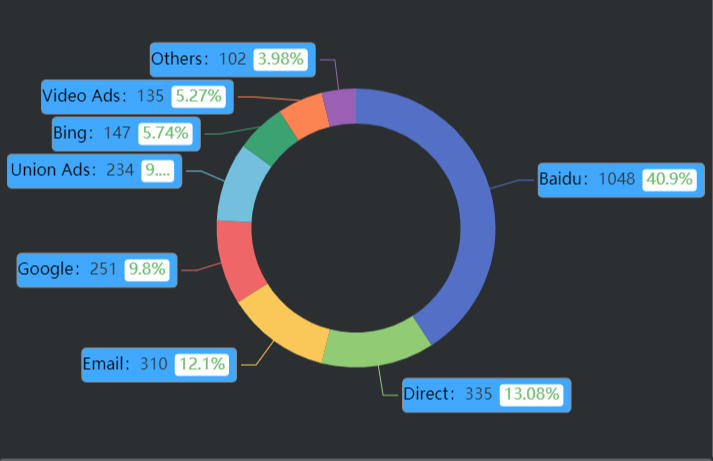 Others: 102 3.98%
Video Ads: 135 5.27%
Bing: 147 5.74%
Union Ads: 234 9....
Baidu: 1048 40.9%
Google: 251 9.8%
Email: 310 12.1%
Direct: 335 13.08%